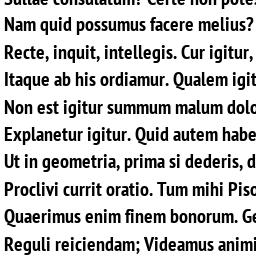 Nam quid possumus facere melius?
Recte, inquit, intellegis. Cur igitur,
Itaque ab his ordiamur. Qualem igit
Non est igitur summum malum dolo
Explanetur igitur. Quid autem habe
Ut in geometria, prima si dederis, d
Proclivi currit oratio. Tum mihi Piso
Quaerimus enim finem bonorum. Ge
Reguli reiciendam; Videamus animi